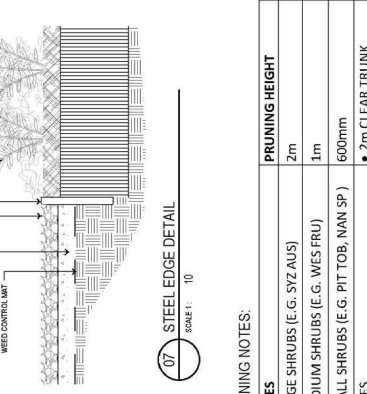 WEED CONTROL MAT
07 STEEL EDGE DETAIL
SCALE 1: 10
NING NOTES:
ES PRUNING HEIGHT
GE SHRUBS (E.G. SYZ AUS) 2m
DIUM SHRUBS (E.G. WES FRU) 1m
ALL SHRUBS (E.G. PIT TOB, NAN SP ) 600mm
ES • 2m CLEAR TRUNK